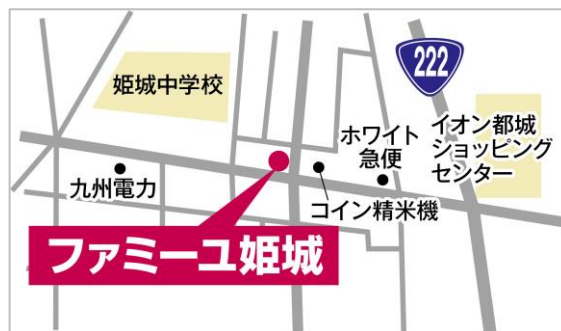 姫城中学校
222
ホワイト
急便
イオン都城
ショッピング
センター
九州電力
コイン精米機
ファミーユ姫城